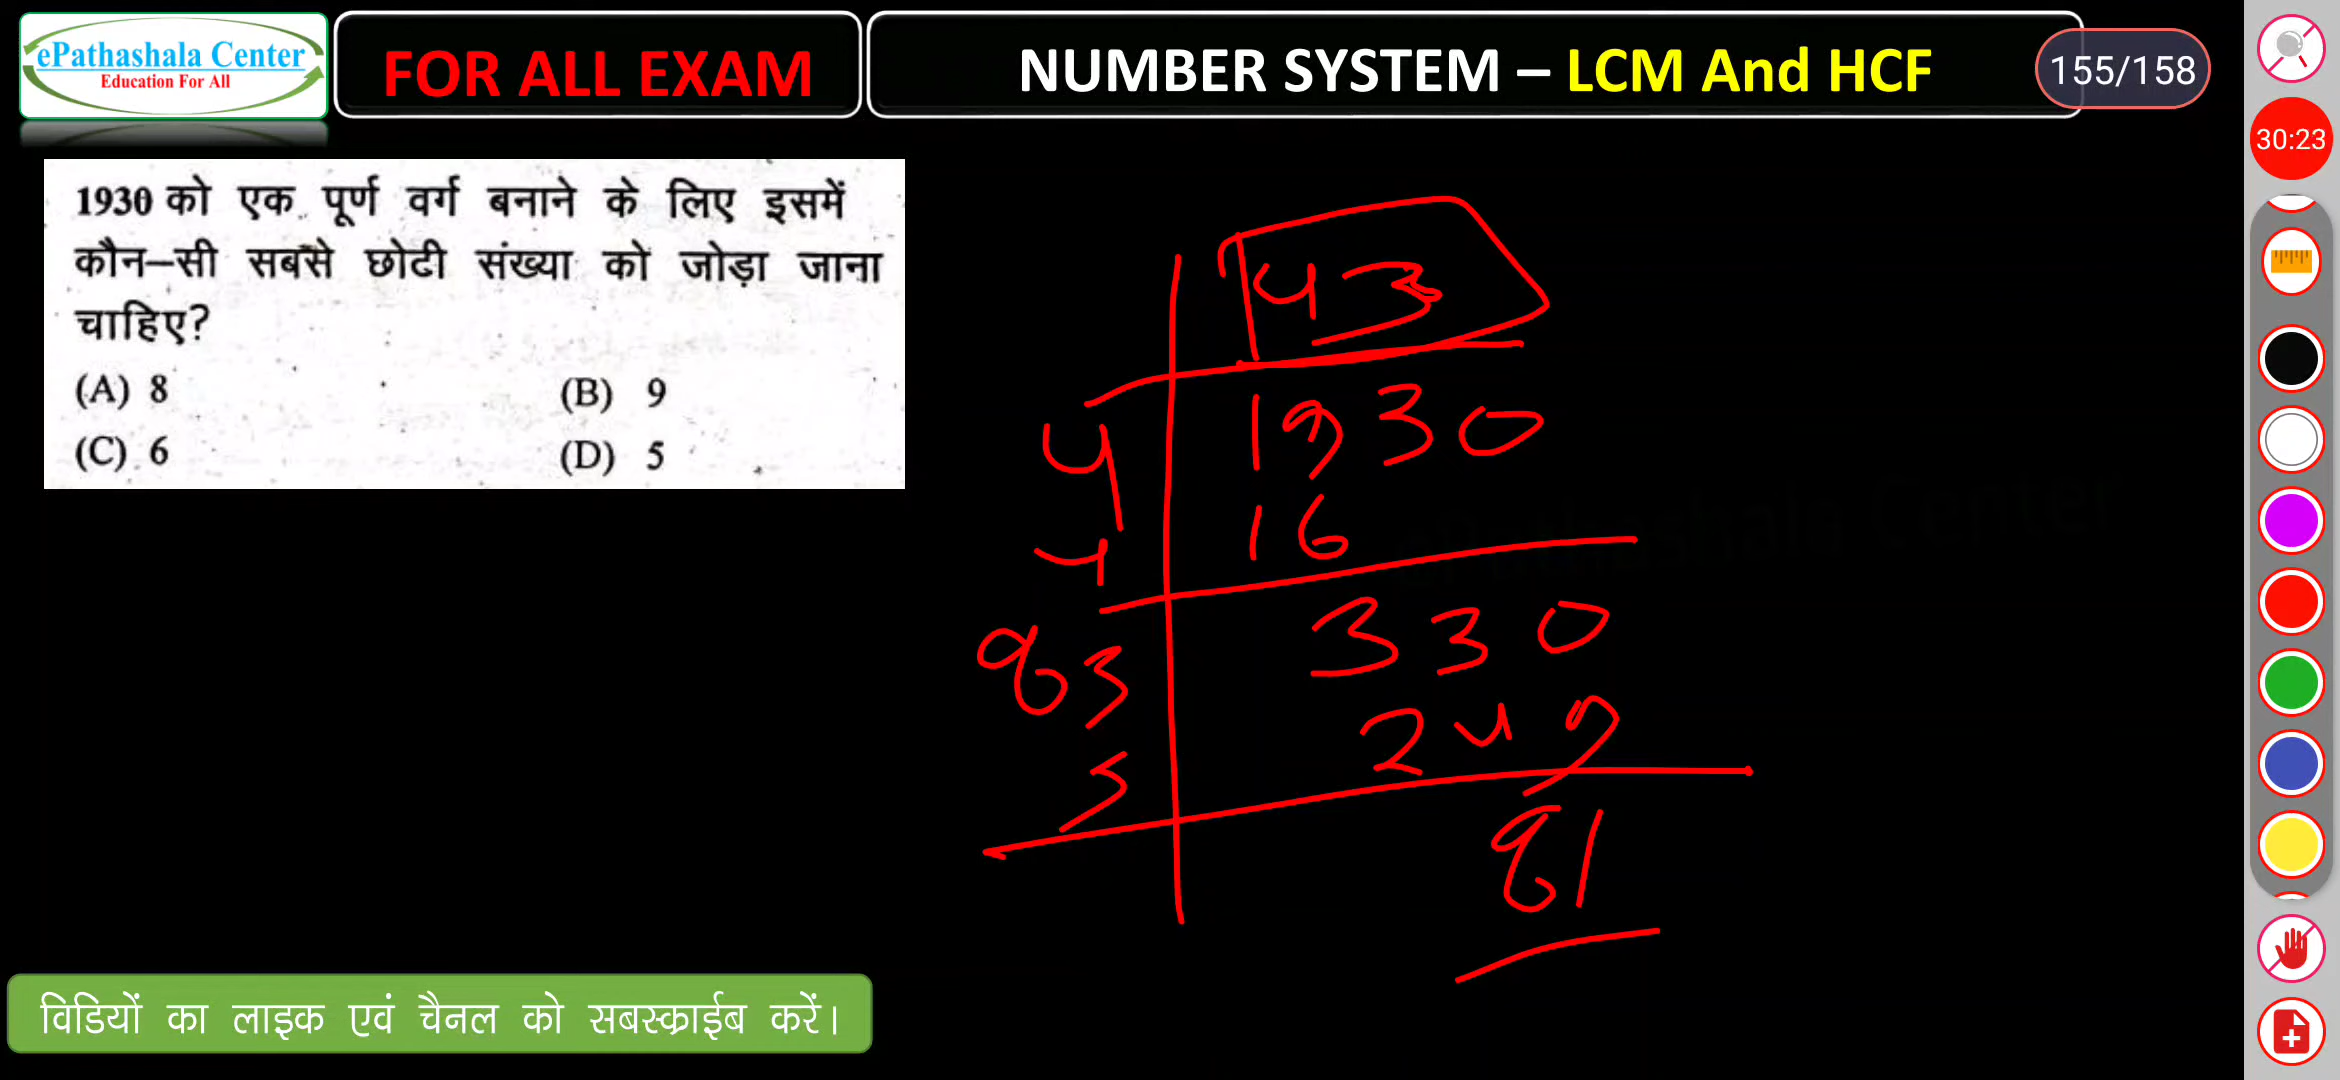 ePathashala Center
Education For All
FOR ALL EXAM
NUMBER SYSTEM – LCM And HCF
155/158
30:23
1930 को एक पूर्ण वर्ग बनाने के लिए इसमें
कौन–सी सबसे छोटी संख्या को जोड़ा जाना
चाहिए?
(A) 8 (B) 9
(C) 6 (D) 5
43
4 1930
4 16
83 330
3 249
81
विडियों का लाइक एवं चैनल को सबस्क्राईब करें।